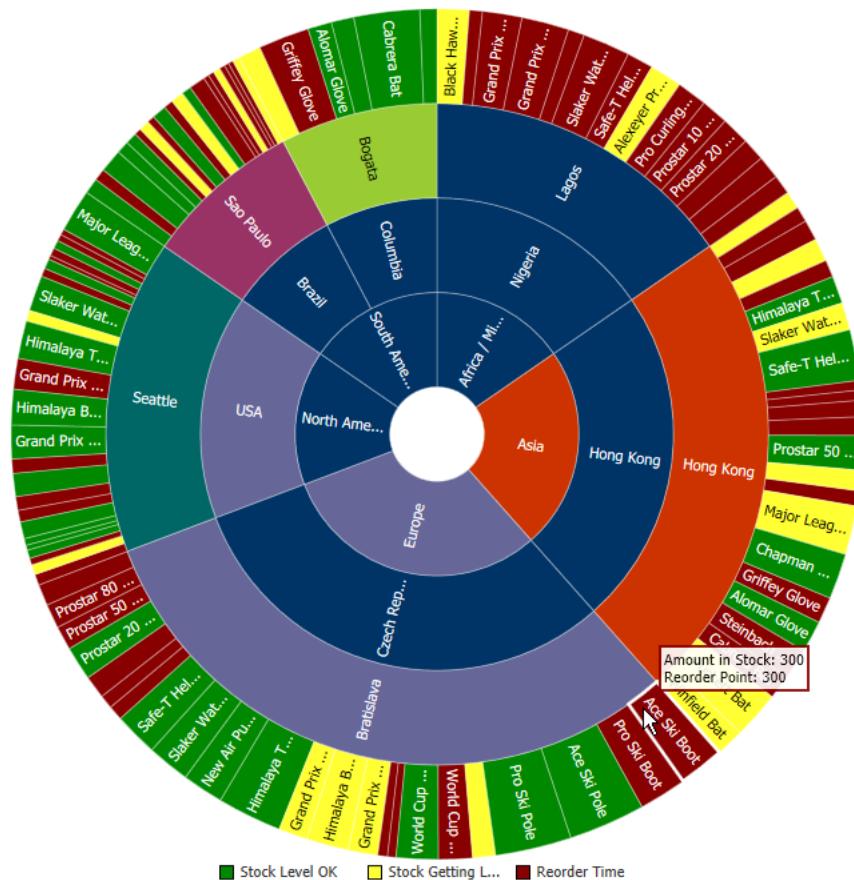 Black Haw...
Grand Prix ...
Grand Prix ...
Slaker Wat...
Safe-T Hel...
Alexeyer Pr...
Pro Curling...
Prostar 10 ...
Prostar 20 ...
Himalaya T...
Slaker Wat...
Safe-T Hel...
Prostar 50 ...
Major Leag...
Chapman ...
Griffey Glove
Alomar Glove
Amount in Stock: 300
Reorder Point: 300
Ace Ski Boot
Pro Ski Boot
Ace Ski Pole
Pro Ski Pole
World Cup ...
World Cup ...
Grand Prix ...
Himalaya B...
Grand Prix ...
Himalaya T...
New Air Pu...
Slaker Wat...
Safe-T Hel...
Prostar 20 ...
Prostar 50 ...
Prostar 80 ...
Grand Prix ...
Himalaya B...
Grand Prix ...
Himalaya T...
Slaker Wat...
Major Leag...
Griffey Glove
Alomar Glove
Cabrera Bat
Lagos
Hong Kong
Bratislava
Seattle
Sao Paulo
Bogata
Nigeria
Hong Kong
Czech Rep...
USA
Brazil
Columbia
Africa / Mi...
Asia
Europe
North Ame...
South Ame...
Stock Level OK
Stock Getting L...
Reorder Time